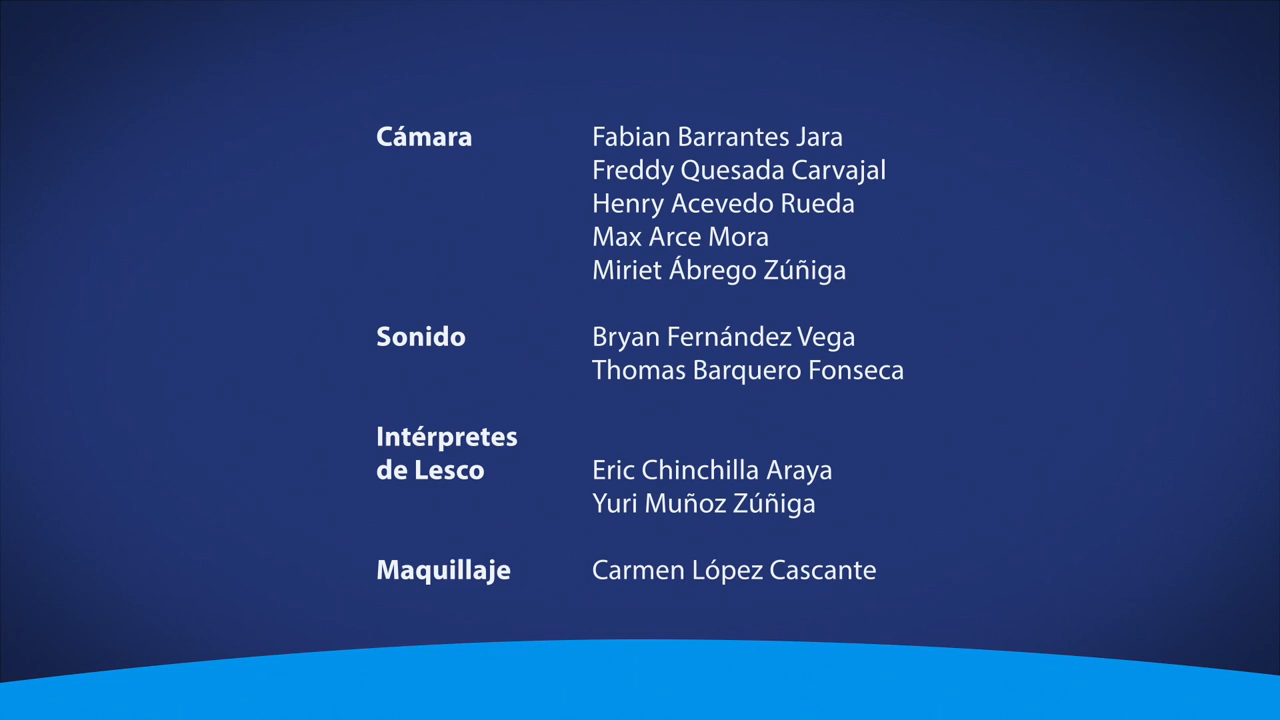 Cámara Fabian Barrantes Jara
Freddy Quesada Carvajal
Henry Acevedo Rueda
Max Arce Mora
Miriet Ábrego Zúñiga
Sonido Bryan Fernández Vega
Thomas Barquero Fonseca
Intérpretes
de Lesco Eric Chinchilla Araya
Yuri Muñoz Zúñiga
Maquillaje Carmen López Cascante